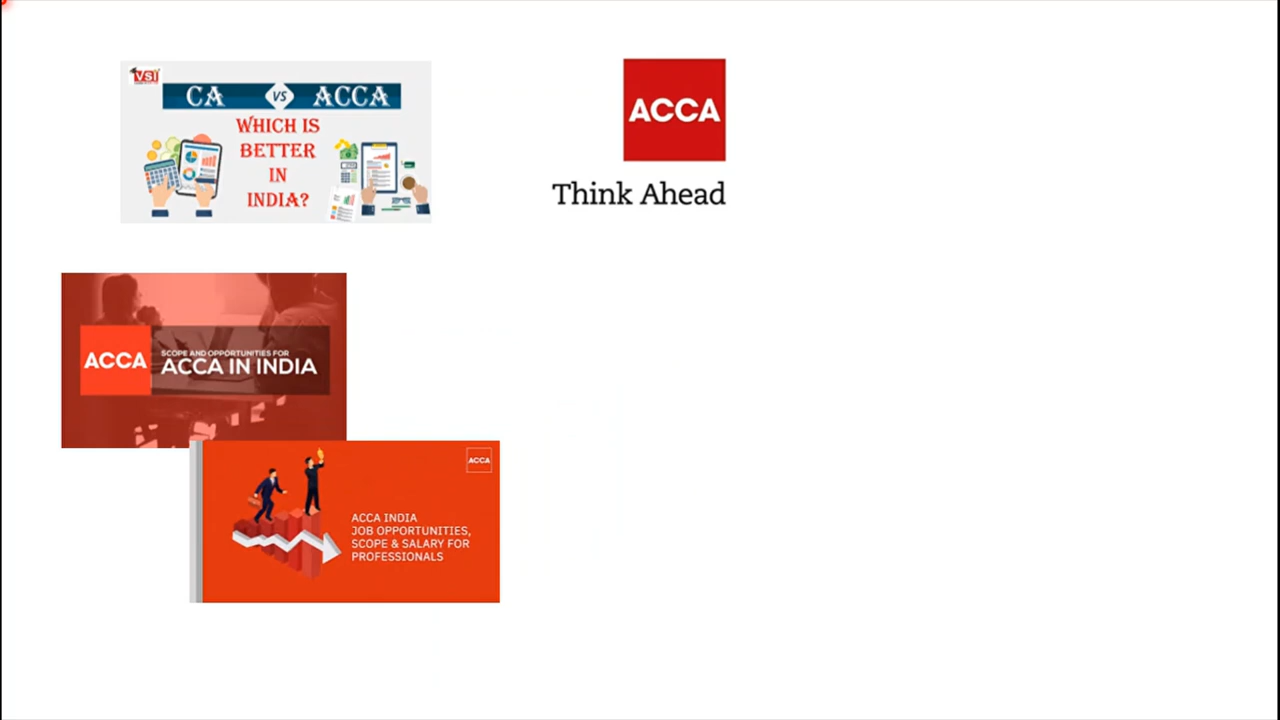 VSI
CA VS ACCA
WHICH IS
BETTER
IN
INDIA?
ACCA
Think Ahead
ACCA
SCOPE AND OPPORTUNITIES FOR
ACCA IN INDIA
ACCA
ACCA INDIA
JOB OPPORTUNITIES,
SCOPE & SALARY FOR
PROFESSIONALS